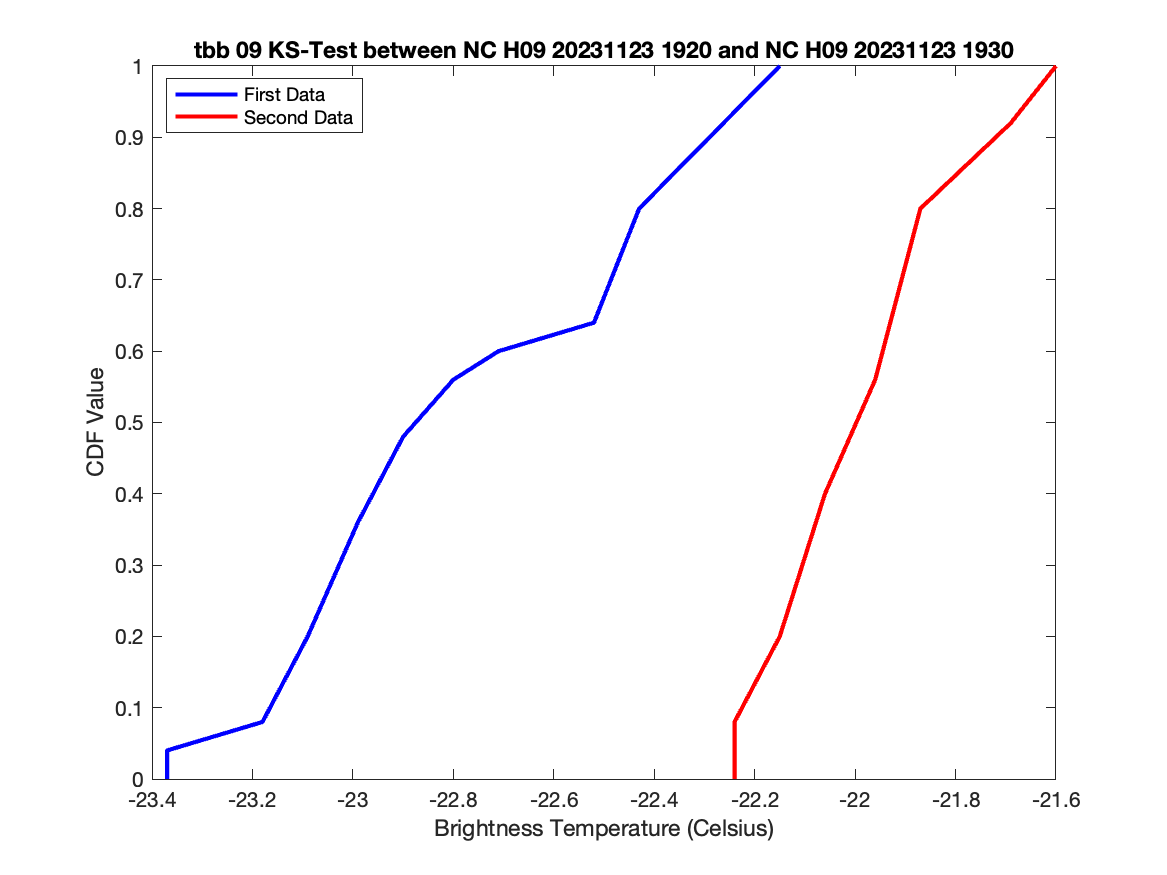 tbb 09 KS-Test between NC H09 20231123 1920 and NC H09 20231123 1930
First Data
Second Data
1
0.9
0.8
0.7
0.6
0.5
0.4
0.3
0.2
0.1
0
CDF Value
-23.4 -23.2 -23 -22.8 -22.6 -22.4 -22.2 -22 -21.8 -21.6
Brightness Temperature (Celsius)